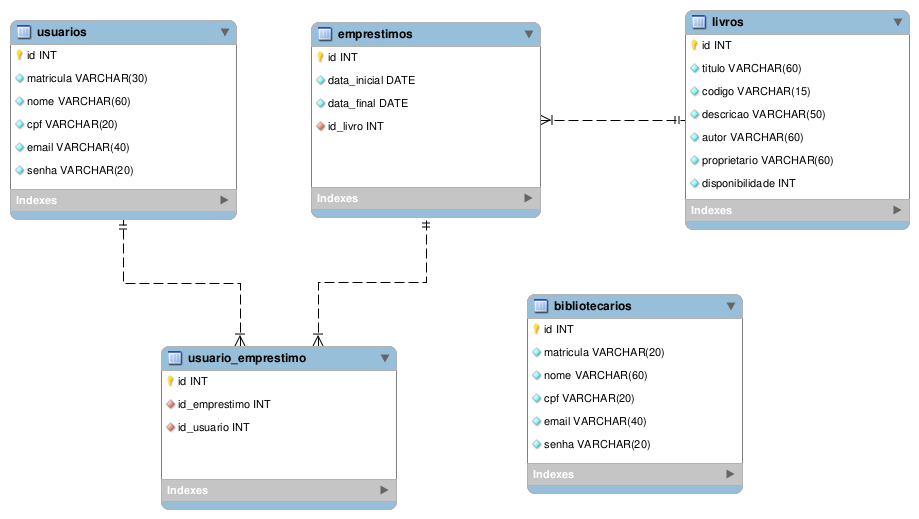 usuarios
id INT
matricula VARCHAR(30)
nome VARCHAR(60)
cpf VARCHAR(20)
email VARCHAR(40)
senha VARCHAR(20)
Indexes
emprestimos
id INT
data_inicial DATE
data_final DATE
id_livro INT
Indexes
livros
id INT
titulo VARCHAR(60)
codigo VARCHAR(15)
descricao VARCHAR(50)
autor VARCHAR(60)
proprietario VARCHAR(60)
disponibilidade INT
Indexes
usuario_emprestimo
id INT
id_emprestimo INT
id_usuario INT
Indexes
bibliotecarios
id INT
matricula VARCHAR(20)
nome VARCHAR(60)
cpf VARCHAR(20)
email VARCHAR(40)
senha VARCHAR(20)
Indexes